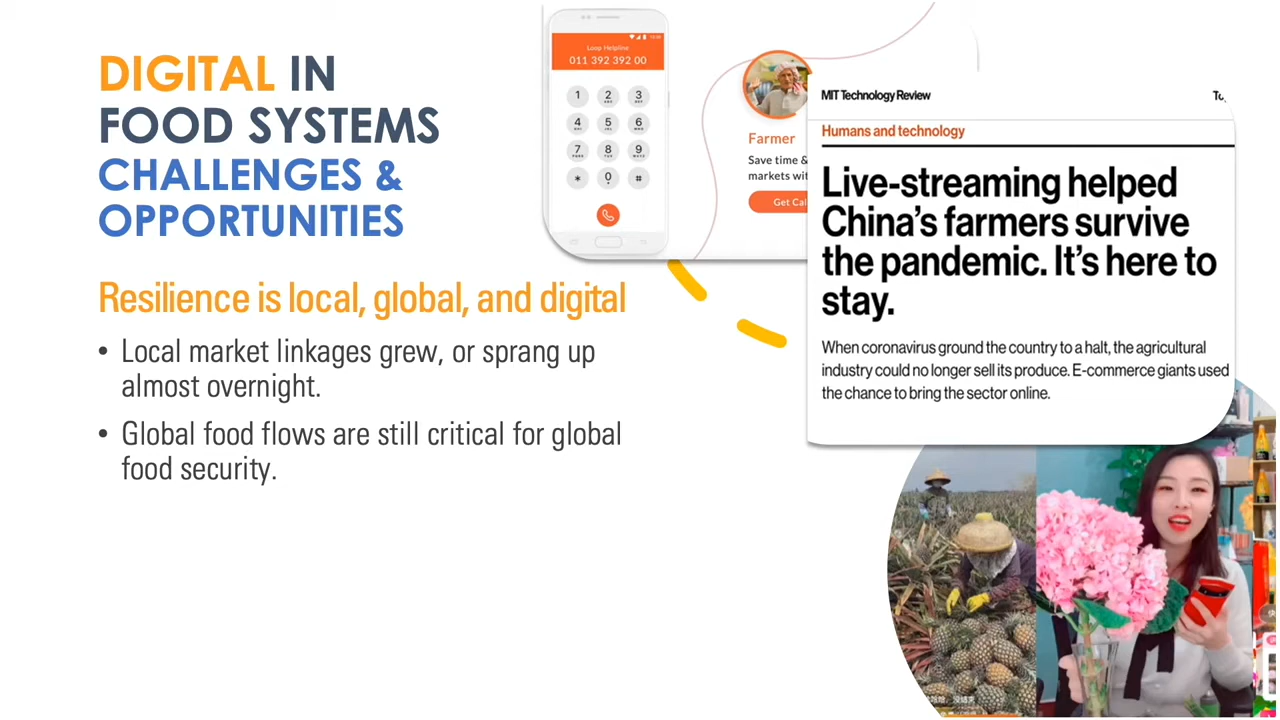 DIGITAL IN
FOOD SYSTEMS
CHALLENGES &
OPPORTUNITIES
Resilience is local, global, and digital
• Local market linkages grew, or sprang up
almost overnight.
• Global food flows are still critical for global
food security.
Loop Helpline
011 392 392 00
1 2 3
4 5 6
7 8 9
* 0 #
Farmer
Save time &
markets wit
Get Cal
MIT Technology Review
Humans and technology
Live-streaming helped
China's farmers survive
the pandemic. It's here to
stay.
When coronavirus ground the country to a halt, the agricultural
industry could no longer sell its produce. E-commerce giants used
the chance to bring the sector online.